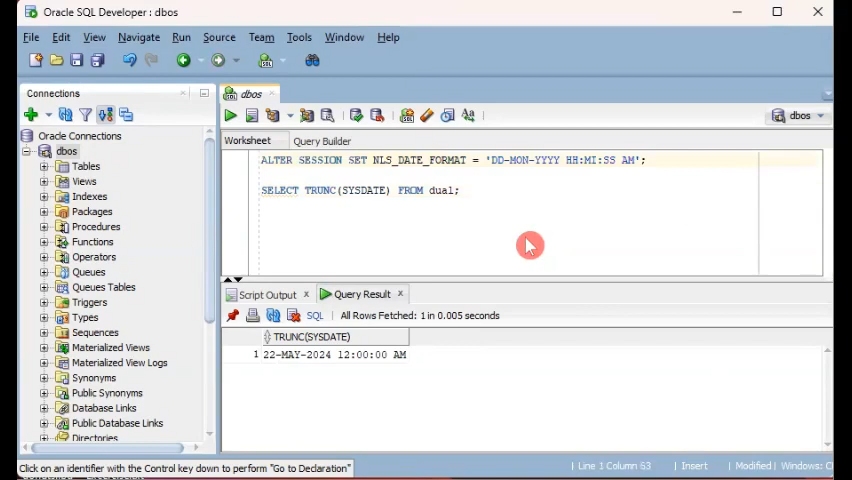 Oracle SQL Developer : dbos
File Edit View Navigate Run Source Team Tools Window Help
Connections
dbos
dbos
Oracle Connections
dbos
Tables
Views
Indexes
Packages
Procedures
Functions
Operators
Queues
Queues Tables
Triggers
Types
Sequences
Materialized Views
Materialized View Logs
Synonyms
Public Synonyms
Database Links
Public Database Links
Directories
Worksheet Query Builder
ALTER SESSION SET NLS_DATE_FORMAT = 'DD-MON-YYYY HH:MI:SS AM';
SELECT TRUNC(SYSDATE) FROM dual;
Script Output Query Result
SQL All Rows Fetched: 1 in 0.005 seconds
TRUNC(SYSDATE)
1 22-MAY-2024 12:00:00 AM
Click on an identifier with the Control key down to perform "Go to Declaration"
Line 1 Column 63 Insert Modified Windows: C